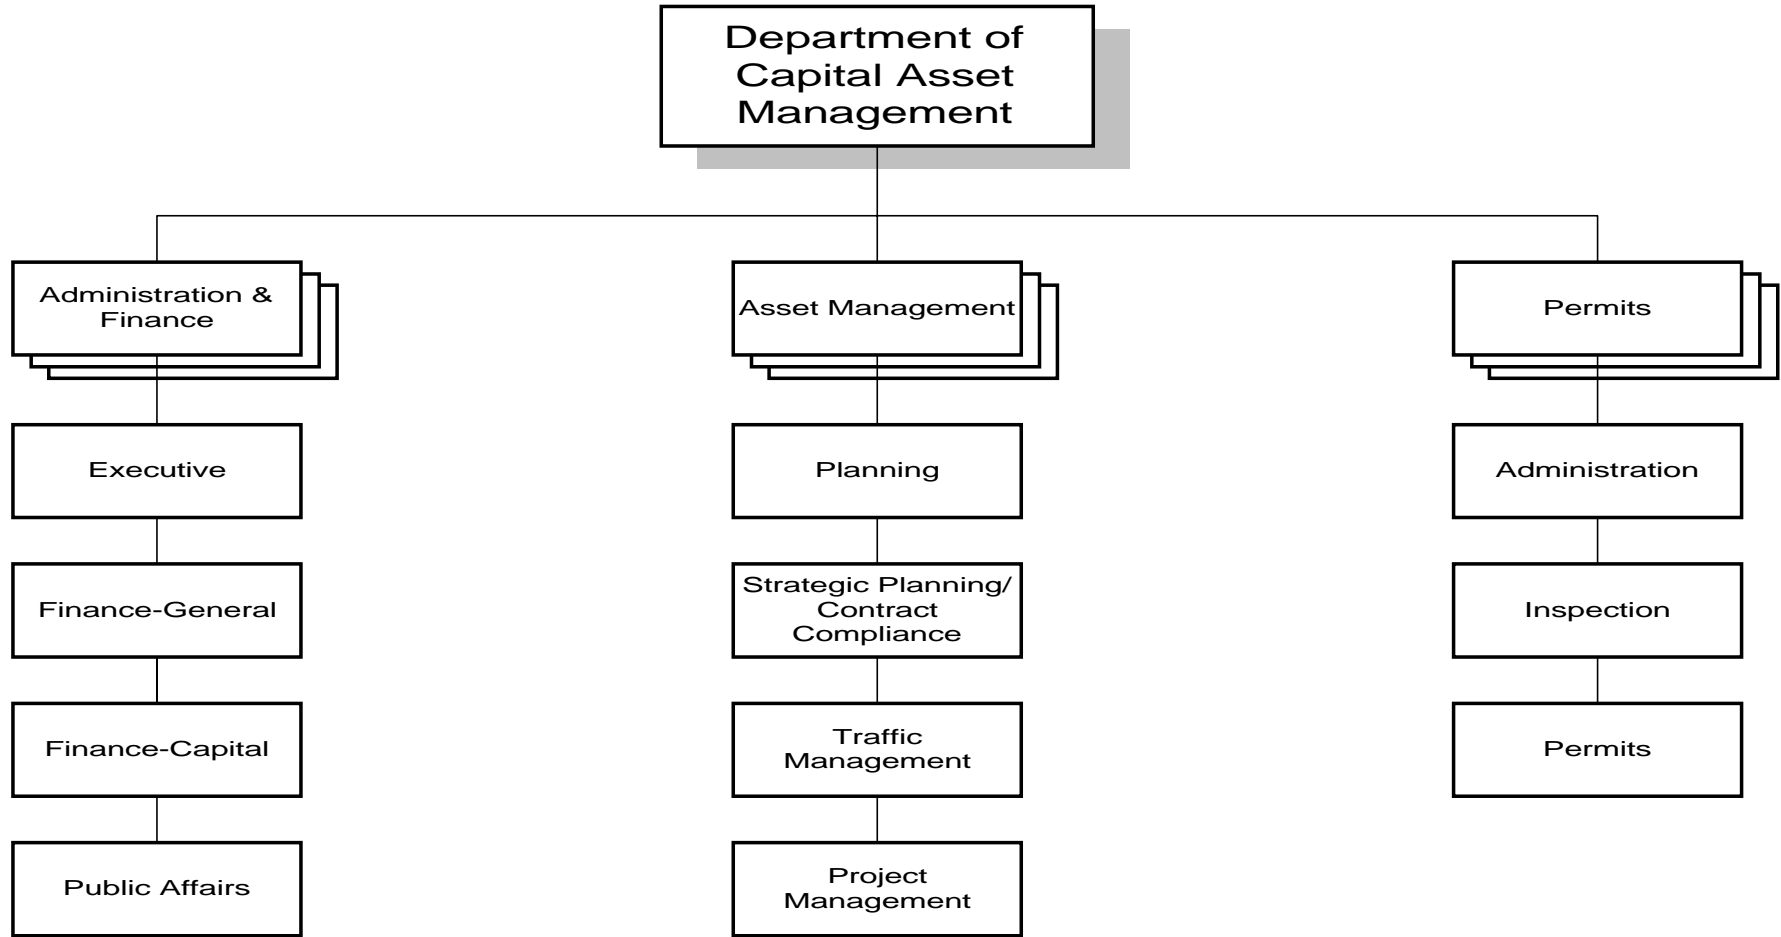 Department of
Capital Asset
Management
Administration &
Finance
Asset Management
Permits
Executive
Planning
Administration
Finance-General
Strategic Planning/
Contract
Compliance
Inspection
Finance-Capital
Traffic
Management
Permits
Public Affairs
Project
Management